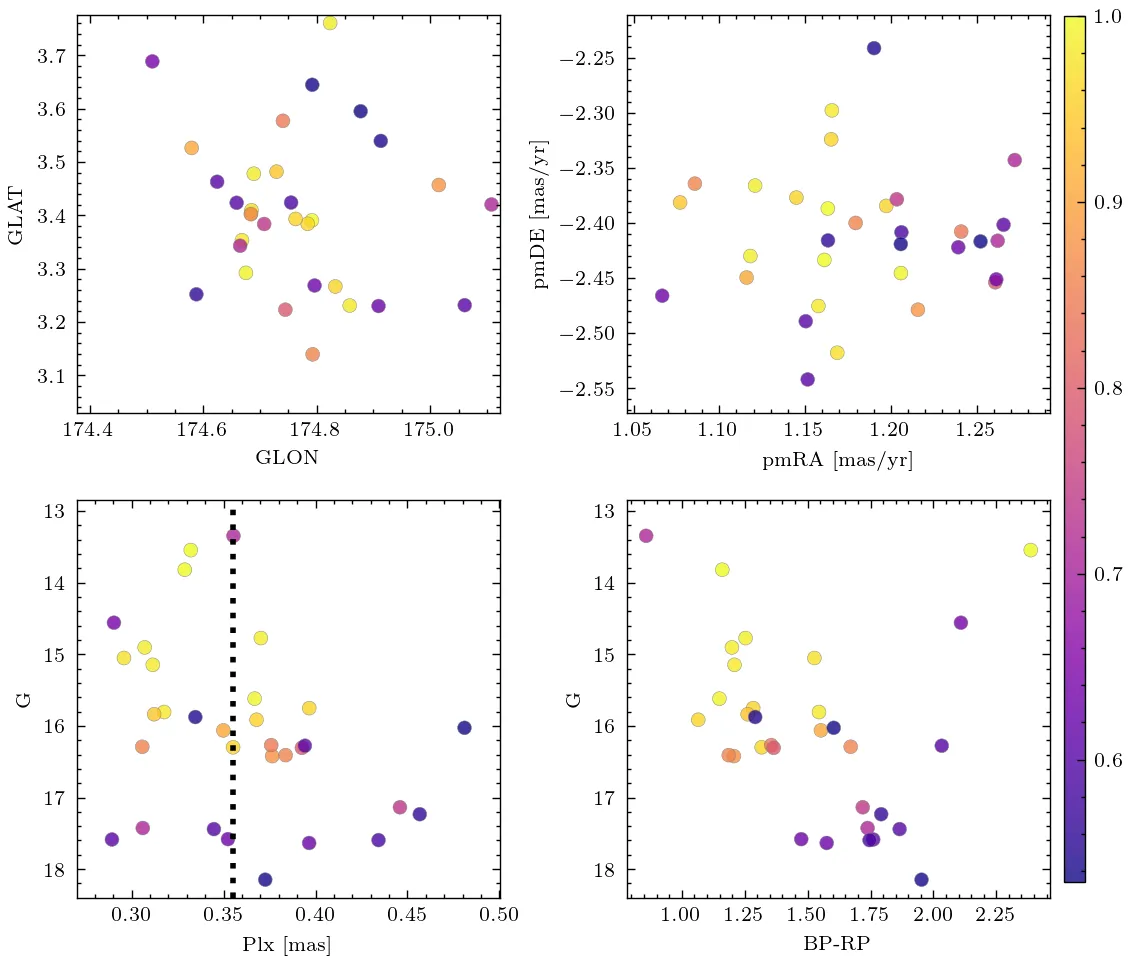 3.7
3.6
3.5
3.4
3.3
3.2
3.1
GLAT
174.4 174.6 174.8 175.0
GLON
−2.25
−2.30
−2.35
−2.40
−2.45
−2.50
−2.55
pmDE [mas/yr]
1.05 1.10 1.15 1.20 1.25
pmRA [mas/yr]
1.0
0.9
0.8
0.7
0.6
13
14
15
16
17
18
G
0.30 0.35 0.40 0.45 0.50
Plx [mas]
13
14
15
16
17
18
G
1.00 1.25 1.50 1.75 2.00 2.25
BP-RP